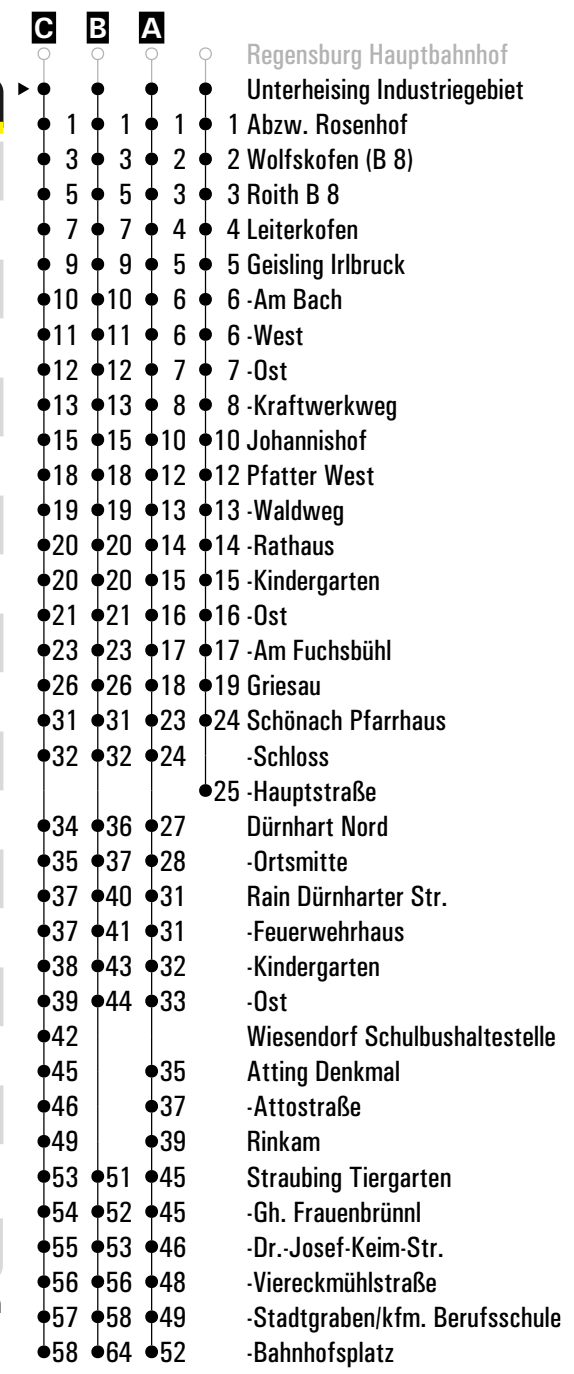 C B A
Regensburg Hauptbahnhof
Unterheising Industriegebiet
1 1 1 1 Abzw. Rosenhof
3 3 2 2 Wolfskofen (B 8)
5 5 3 3 Roith B 8
7 7 4 4 Leiterkofen
9 9 5 5 Geisling Irlbruck
10 10 6 6 -Am Bach
11 11 6 6 -West
12 12 7 7 -Ost
13 13 8 8 -Kraftwerkweg
15 15 10 10 Johannishof
18 18 12 12 Pfatter West
19 19 13 13 -Waldweg
20 20 14 14 -Rathaus
20 20 15 15 -Kindergarten
21 21 16 16 -Ost
23 23 17 17 -Am Fuchsbühl
26 26 18 19 Griesau
31 31 23 24 Schönach Pfarrhaus
32 32 24 -Schloss
25 -Hauptstraße
34 36 27 Dürnhart Nord
35 37 28 -Ortsmitte
37 40 31 Rain Dürnharter Str.
37 41 31 -Feuerwehrhaus
38 43 32 -Kindergarten
39 44 33 -Ost
42 Wiesendorf Schulbushaltestelle
45 35 Atting Denkmal
46 37 -Attostraße
49 39 Rinkam
53 51 45 Straubing Tiergarten
54 52 45 -Gh. Frauenbrünnl
55 53 46 -Dr.-Josef-Keim-Str.
56 56 48 -Viereckmühlstraße
57 58 49 -Stadtgraben/kfm. Berufsschule
58 64 52 -Bahnhofsplatz